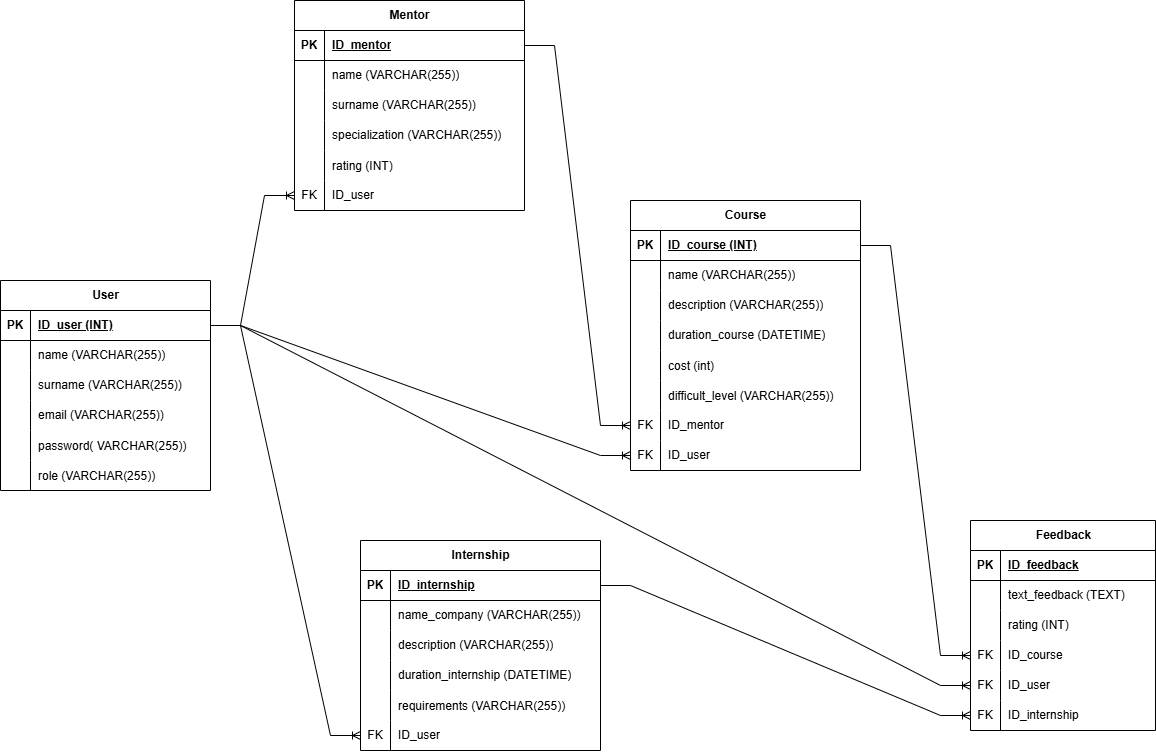 Mentor
PK ID_mentor
name (VARCHAR(255))
surname (VARCHAR(255))
specialization (VARCHAR(255))
rating (INT)
FK ID_user
Course
PK ID_course (INT)
name (VARCHAR(255))
description (VARCHAR(255))
duration_course (DATETIME)
cost (int)
difficult_level (VARCHAR(255))
FK ID_mentor
FK ID_user
User
PK ID_user (INT)
name (VARCHAR(255))
surname (VARCHAR(255))
email (VARCHAR(255))
password( VARCHAR(255))
role (VARCHAR(255))
Internship
PK ID_internship
name_company (VARCHAR(255))
description (VARCHAR(255))
duration_internship (DATETIME)
requirements (VARCHAR(255))
FK ID_user
Feedback
PK ID_feedback
text_feedback (TEXT)
rating (INT)
FK ID_course
FK ID_user
FK ID_internship